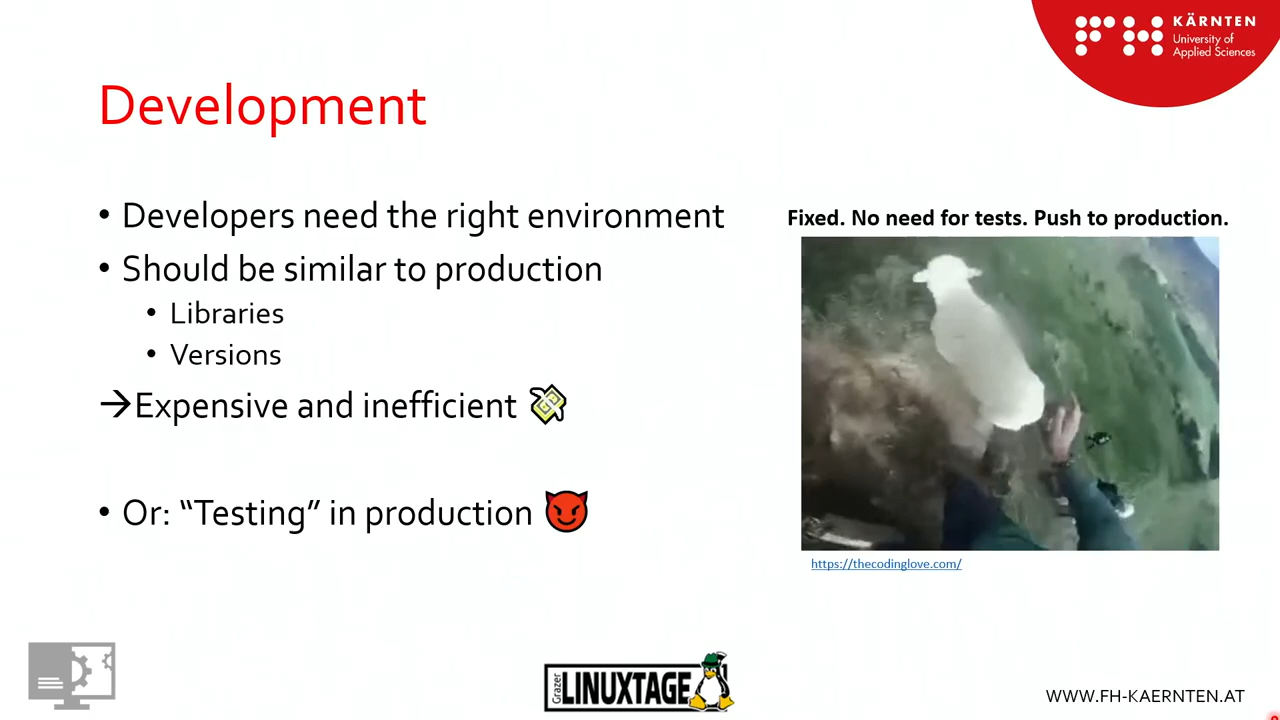 KÄRNTEN
University of
Applied Sciences
Development
• Developers need the right environment
• Should be similar to production
• Libraries
• Versions
→Expensive and inefficient
• Or: “Testing” in production
Fixed. No need for tests. Push to production.
https://thecodinglove.com/
Grazer
LINUXTAGE
WWW.FH-KAERNTEN.AT